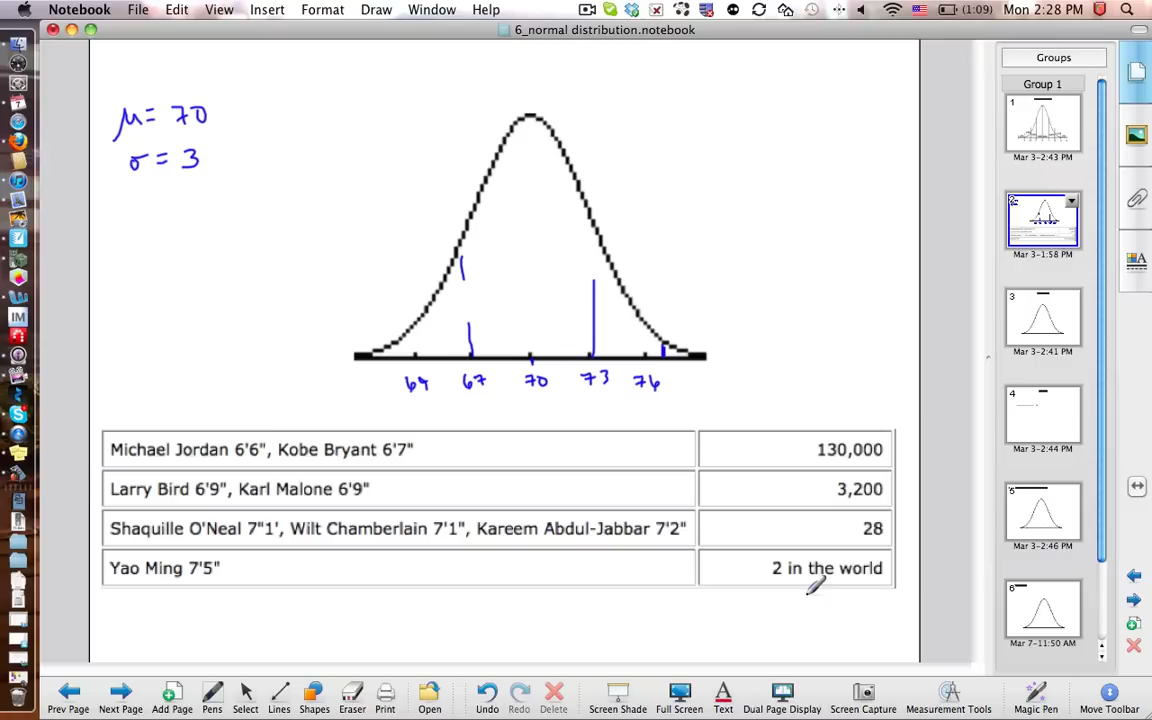 Notebook File Edit View Insert Format Draw Window Help (1:09) Mon 2:28 PM
6_normal distribution.notebook
μ = 70
σ = 3
64 67 70 73 76
Michael Jordan 6'6", Kobe Bryant 6'7" 130,000
Larry Bird 6'9", Karl Malone 6'9" 3,200
Shaquille O'Neal 7"1', Wilt Chamberlain 7'1", Kareem Abdul-Jabbar 7'2" 28
Yao Ming 7'5" 2 in the world
Groups
Group 1
1
Mar 3-2:43 PM
2
Mar 3-1:58 PM
3
Mar 3-2:41 PM
4
Mar 3-2:44 PM
5
Mar 3-2:46 PM
6
Mar 7-11:50 AM
IM
Prev Page Next Page Add Page Pens Select Lines Shapes Eraser Print Open Undo Redo Delete Screen Shade Full Screen Text Dual Page Display Screen Capture Measurement Tools Magic Pen Move Toolbar